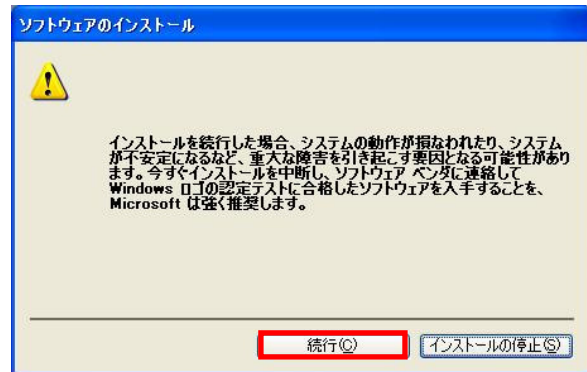 ソフトウェアのインストール
インストールを続行した場合、システムの動作が損なわれたり、システム
が不安定になるなど、重大な障害を引き起こす要因となる可能性があり
ます。今すぐインストールを中断し、ソフトウェア ベンダに連絡して
Windows ロゴの認定テストに合格したソフトウェアを入手することを、
Microsoft は強く推奨します。
続行(C)
インストールの停止(S)